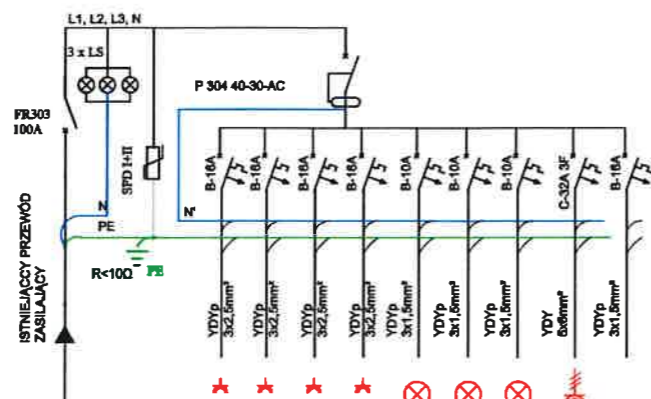 L1, L2, L3, N
3 x LS
P 304 40-30-AC
FR303
100A
SPD I+II
B-16A
B-16A
B-16A
B-16A
B-10A
B-10A
B-10A
C-32A 3F
B-16A
N
N'
PE
R<10Ω
PE
ISTNIEJĄCCY PRZEWÓD
ZASILAJĄCY
YDYp
3x2,5mm²
YDYp
3x2,5mm²
YDYp
3x2,5mm²
YDYp
3x2,5mm²
YDYp
3x1,5mm²
YDYp
3x1,5mm²
YDYp
3x1,5mm²
YDY
5x6mm²
YDYp
3x1,5mm²